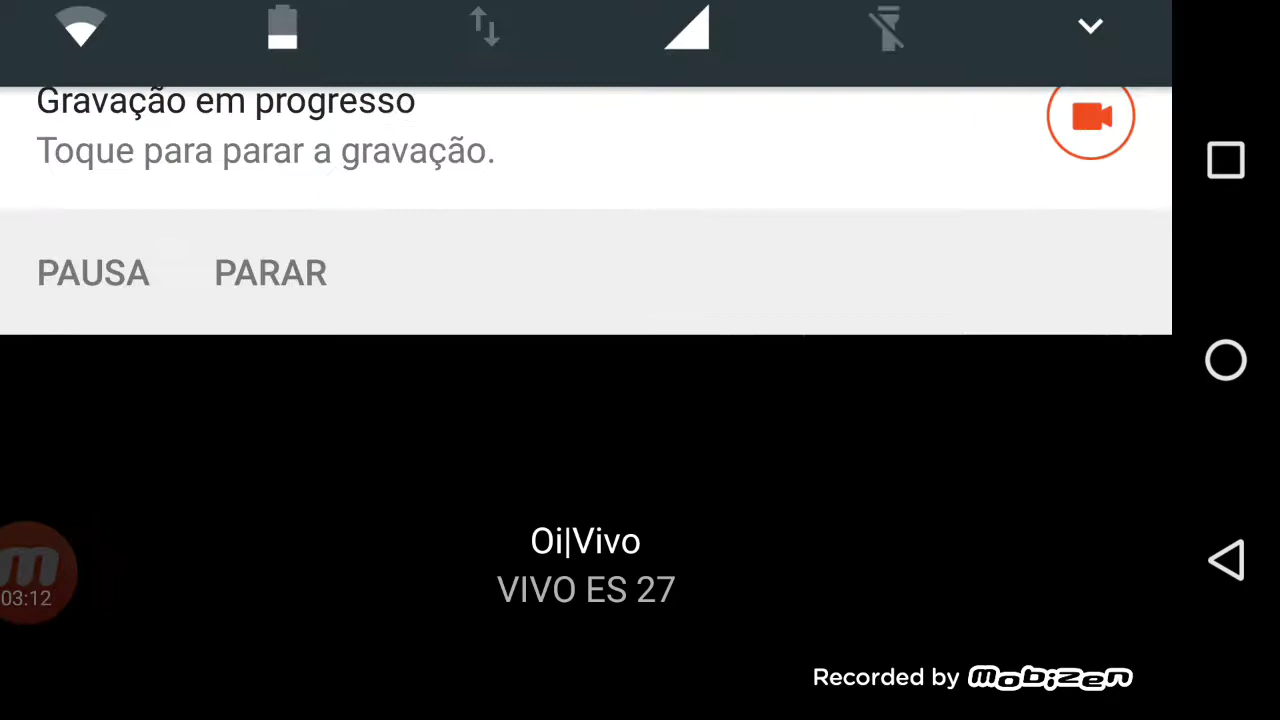 Gravação em progresso
Toque para parar a gravação.
PAUSA PARAR
Oi|Vivo
VIVO ES 27
m
03:12
Recorded by mobizen